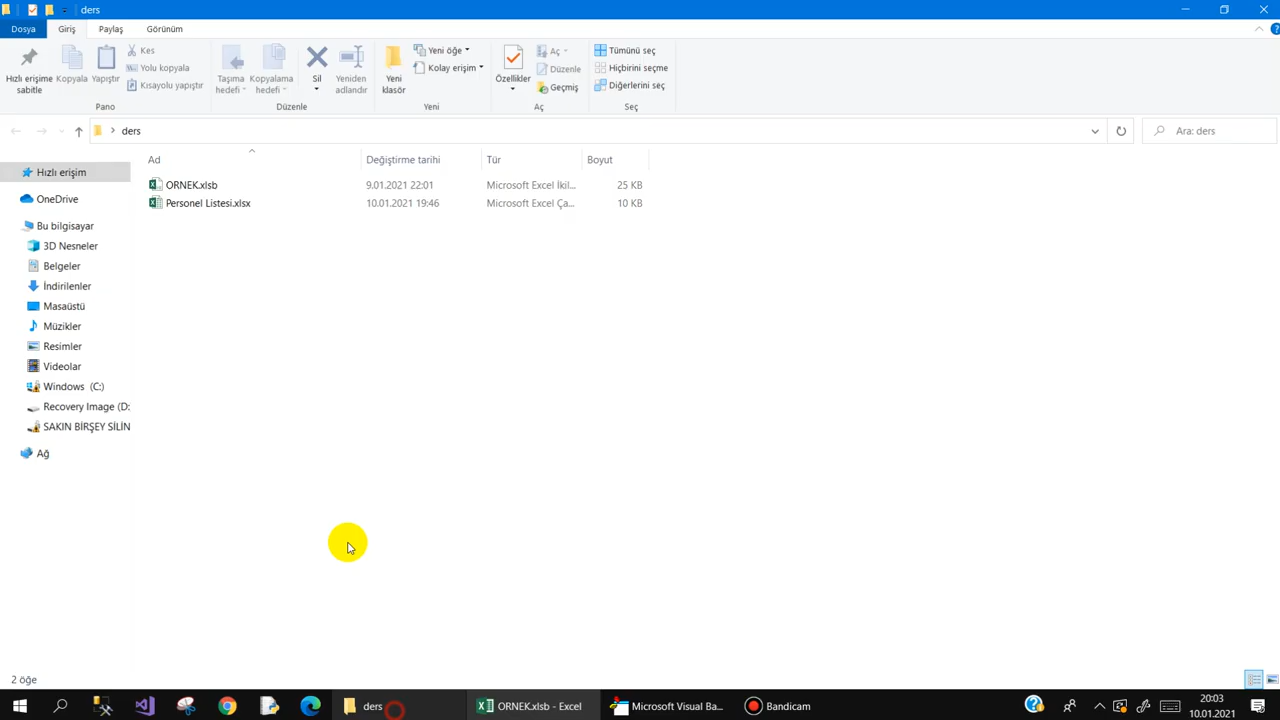 ders
Dosya Giriş Paylaş Görünüm
Hızlı erişime sabitle
Kopyala
Yapıştır
Kes
Yolu kopyala
Kısayolu yapıştır
Pano
Taşıma hedefi
Kopyalama hedefi
Sil
Yeniden adlandır
Düzenle
Yeni klasör
Yeni öğe
Kolay erişim
Yeni
Özellikler
Aç
Düzenle
Geçmiş
Aç
Tümünü seç
Hiçbirini seçme
Diğerlerini seç
Seç
ders
Ara: ders
Ad Değiştirme tarihi Tür Boyut
ORNEK.xlsb 9.01.2021 22:01 Microsoft Excel İkil... 25 KB
Personel Listesi.xlsx 10.01.2021 19:46 Microsoft Excel Ça... 10 KB
Hızlı erişim
OneDrive
Bu bilgisayar
3D Nesneler
Belgeler
İndirilenler
Masaüstü
Müzikler
Resimler
Videolar
Windows (C:)
Recovery Image (D:
SAKIN BİRŞEY SİLİN
Ağ
2 öğe
ders
ORNEK.xlsb - Excel
Microsoft Visual Ba...
Bandicam
20:03
10.01.2021